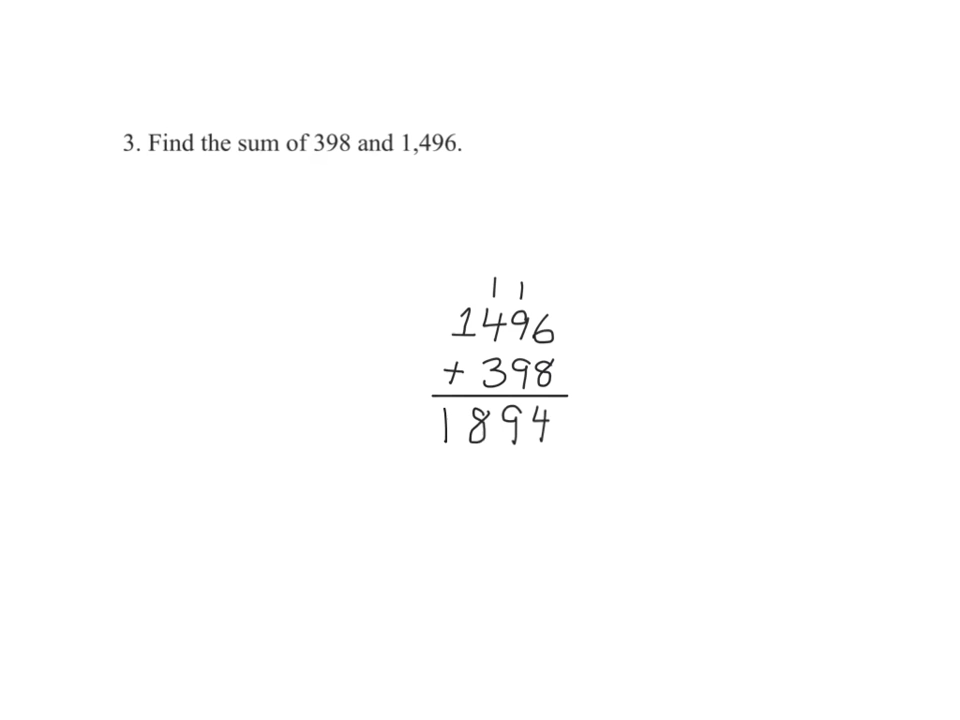 3. Find the sum of 398 and 1,496.
1 1
1496
+ 398
1894